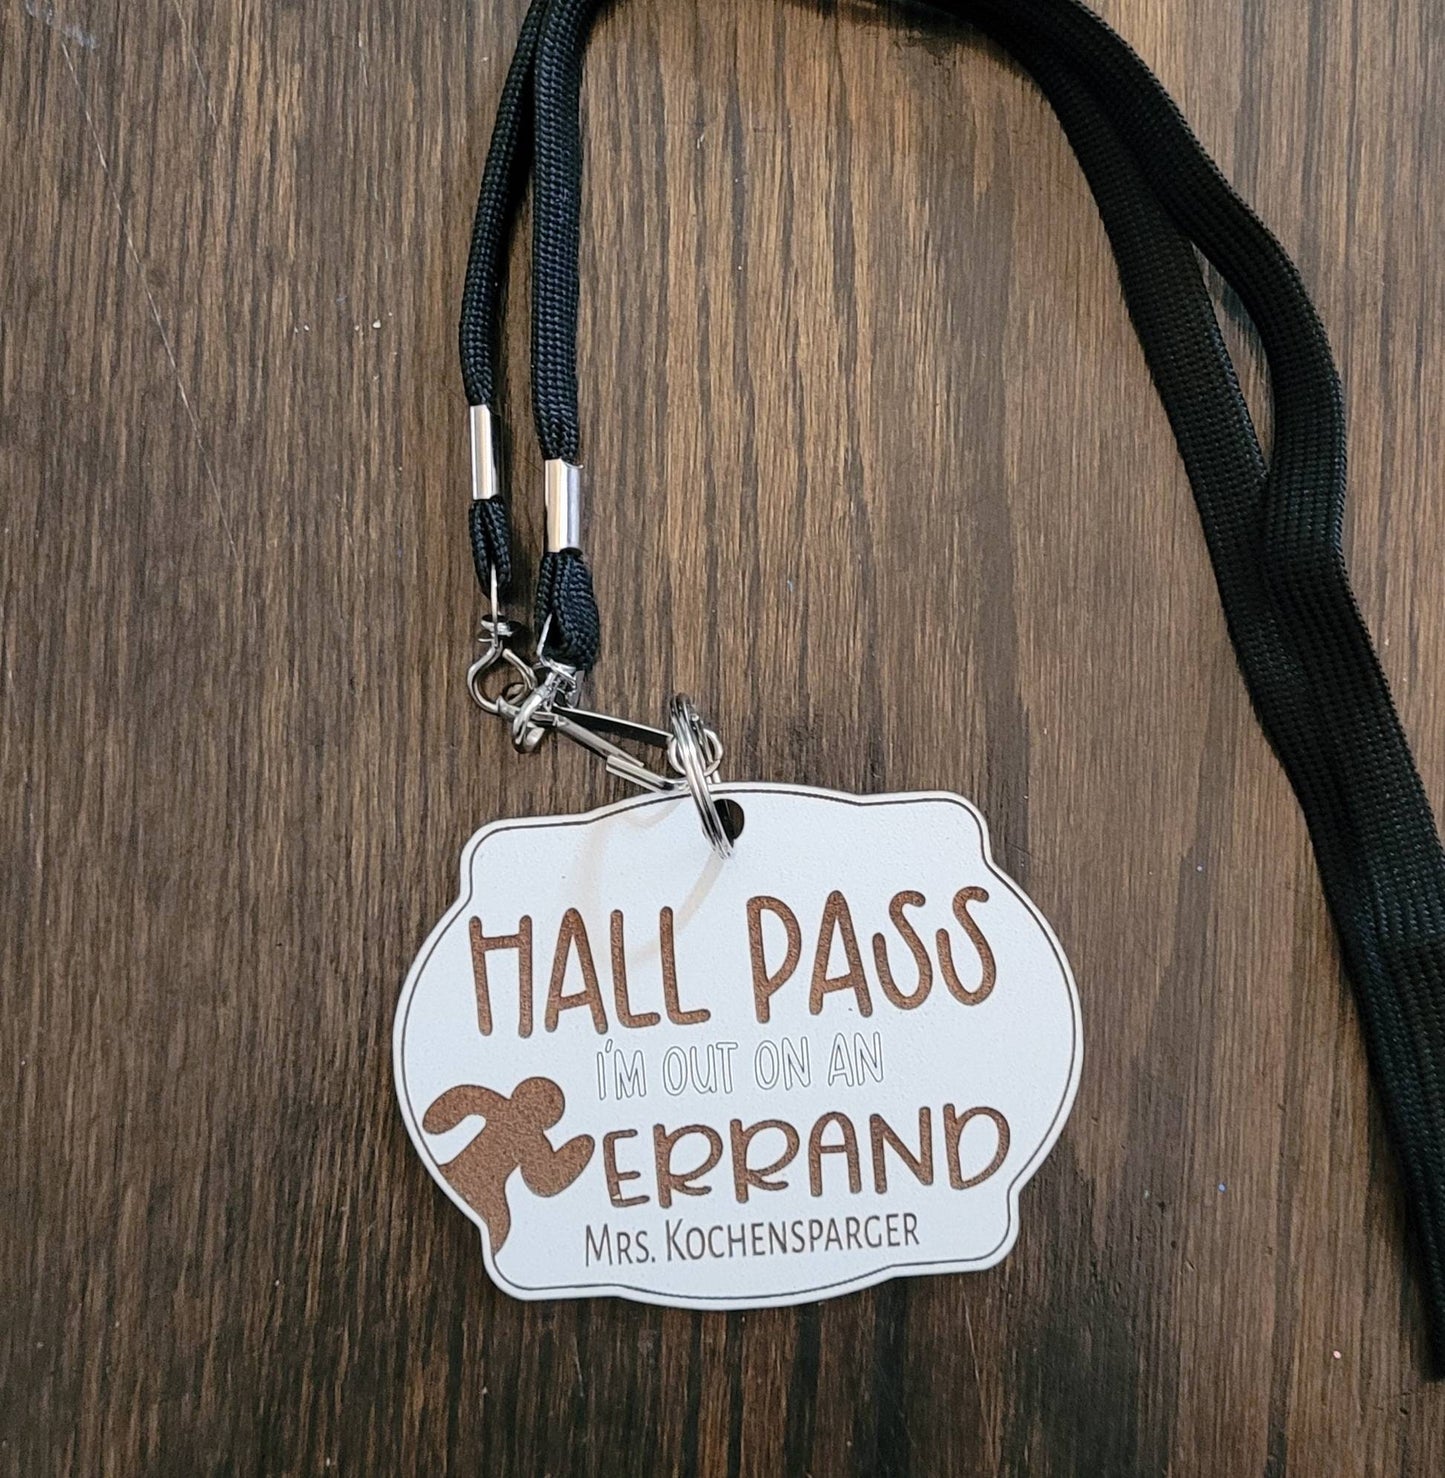 HALL PASS
I'M OUT ON AN
ERRAND
MRS. KOCHENSPARGER